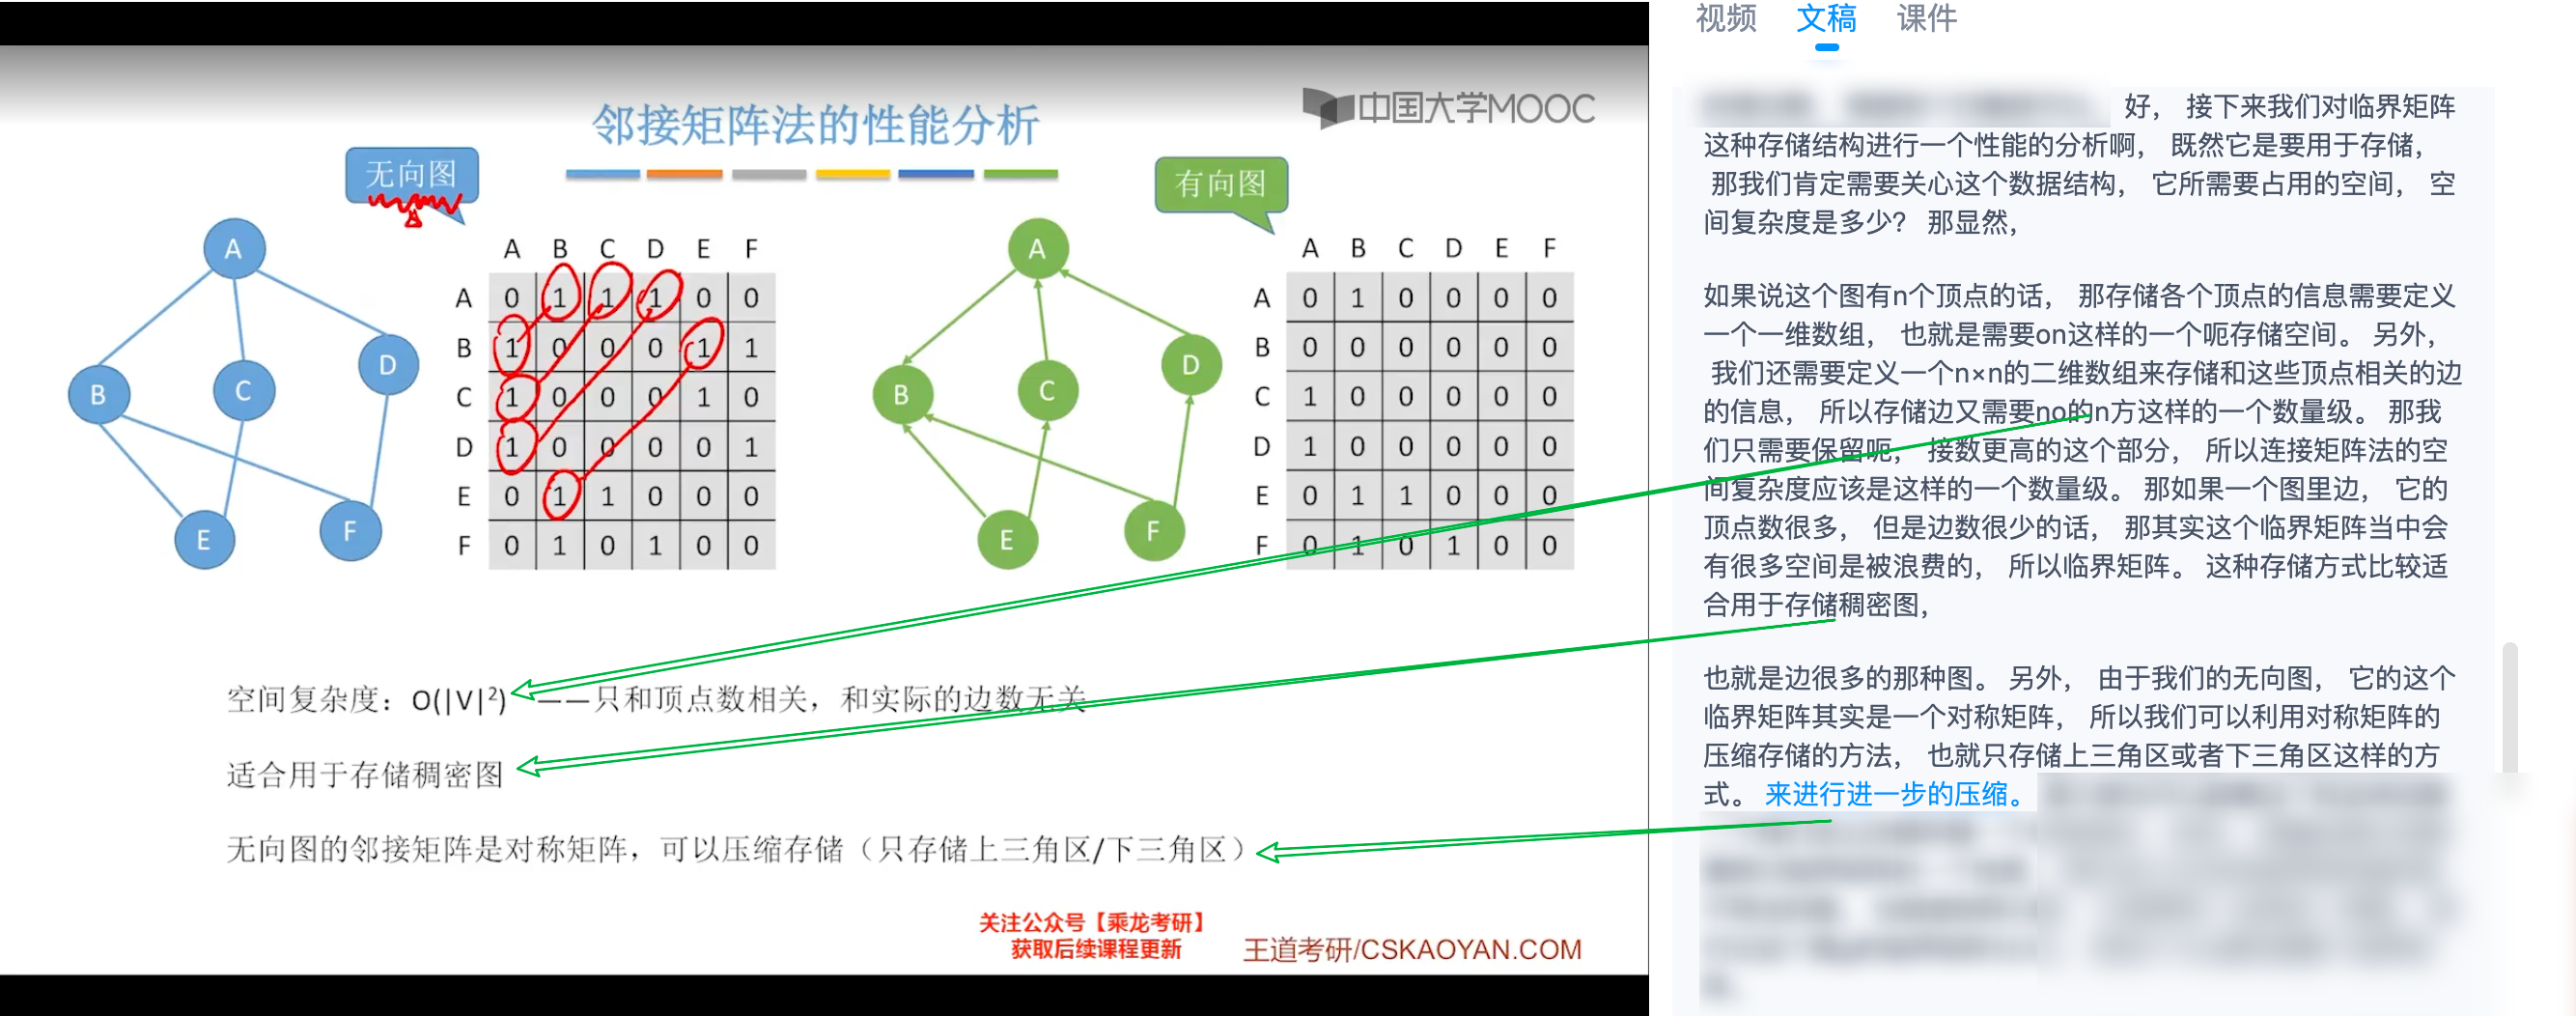 视频 文稿 课件
中国大学MOOC
邻接矩阵法的性能分析
无向图
有向图
A
B
C
D
E
F
A B C D E F
A 0 1 1 1 0 0
B 1 0 0 0 1 1
C 1 0 0 0 1 0
D 1 0 0 0 0 1
E 0 1 1 0 0 0
F 0 1 0 1 0 0
A
B
C
D
E
F
A B C D E F
A 0 1 0 0 0 0
B 0 0 0 0 0 0
C 1 0 0 0 0 0
D 1 0 0 0 0 0
E 0 1 1 0 0 0
F 0 1 0 1 0 0
空间复杂度：O(|V|²) ——只和顶点数相关，和实际的边数无关
适合用于存储稠密图
无向图的邻接矩阵是对称矩阵，可以压缩存储（只存储上三角区/下三角区）
关注公众号【乘龙考研】
获取后续课程更新
王道考研/CSKAOYAN.COM
好， 接下来我们对临界矩阵
这种存储结构进行一个性能的分析啊， 既然它是要用于存储，
那我们肯定需要关心这个数据结构， 它所需要占用的空间， 空
间复杂度是多少？ 那显然，
如果说这个图有n个顶点的话， 那存储各个顶点的信息需要定义
一个一维数组， 也就是需要on这样的一个呃存储空间。 另外，
我们还需要定义一个n×n的二维数组来存储和这些顶点相关的边
的信息， 所以存储边又需要no的n方这样的一个数量级。 那我
们只需要保留呃， 接数更高的这个部分， 所以连接矩阵法的空
间复杂度应该是这样的一个数量级。 那如果一个图里边， 它的
顶点数很多， 但是边数很少的话， 那其实这个临界矩阵当中会
有很多空间是被浪费的， 所以临界矩阵。 这种存储方式比较适
合用于存储稠密图，
也就是边很多的那种图。 另外， 由于我们的无向图， 它的这个
临界矩阵其实是一个对称矩阵， 所以我们可以利用对称矩阵的
压缩存储的方法， 也就只存储上三角区或者下三角区这样的方
式。 来进行进一步的压缩。